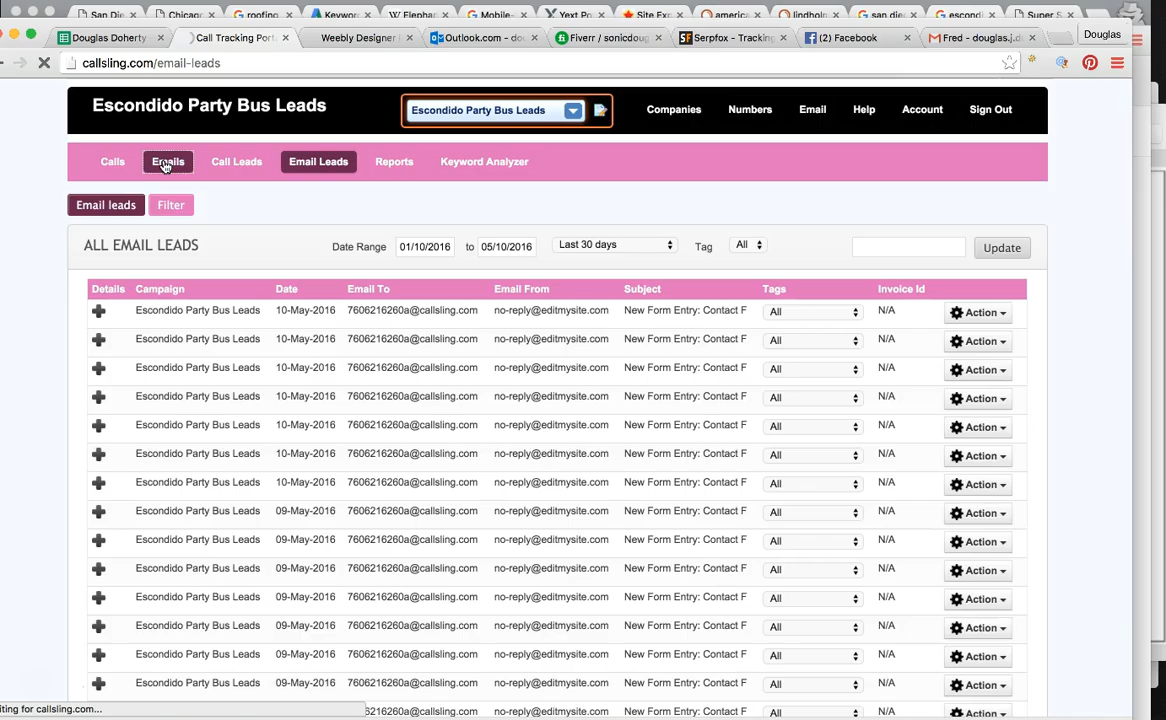 San Die
Chicag
roofing
Keywor
Elephar
Mobile-
Yext Po
Site Exp
america
lindholm
san die
escondi
Super S
Douglas Doherty
Call Tracking Port
Weebly Designer for
Outlook.com - dou
Fiverr / sonicdoug
Serpfox - Tracking
(2) Facebook
Fred - douglas.j.d
Douglas
callsling.com/email-leads
Escondido Party Bus Leads
Escondido Party Bus Leads
Companies
Numbers
Email
Help
Account
Sign Out
Calls
Emails
Call Leads
Email Leads
Reports
Keyword Analyzer
Email leads
Filter
ALL EMAIL LEADS
Date Range 01/10/2016 to 05/10/2016 Last 30 days Tag All Update
Details Campaign Date Email To Email From Subject Tags Invoice Id
Escondido Party Bus Leads 10-May-2016 7606216260a@callsling.com no-reply@editmysite.com New Form Entry: Contact F All N/A Action
Escondido Party Bus Leads 10-May-2016 7606216260a@callsling.com no-reply@editmysite.com New Form Entry: Contact F All N/A Action
Escondido Party Bus Leads 10-May-2016 7606216260a@callsling.com no-reply@editmysite.com New Form Entry: Contact F All N/A Action
Escondido Party Bus Leads 10-May-2016 7606216260a@callsling.com no-reply@editmysite.com New Form Entry: Contact F All N/A Action
Escondido Party Bus Leads 10-May-2016 7606216260a@callsling.com no-reply@editmysite.com New Form Entry: Contact F All N/A Action
Escondido Party Bus Leads 10-May-2016 7606216260a@callsling.com no-reply@editmysite.com New Form Entry: Contact F All N/A Action
Escondido Party Bus Leads 10-May-2016 7606216260a@callsling.com no-reply@editmysite.com New Form Entry: Contact F All N/A Action
Escondido Party Bus Leads 09-May-2016 7606216260a@callsling.com no-reply@editmysite.com New Form Entry: Contact F All N/A Action
Escondido Party Bus Leads 09-May-2016 7606216260a@callsling.com no-reply@editmysite.com New Form Entry: Contact F All N/A Action
Escondido Party Bus Leads 09-May-2016 7606216260a@callsling.com no-reply@editmysite.com New Form Entry: Contact F All N/A Action
Escondido Party Bus Leads 09-May-2016 7606216260a@callsling.com no-reply@editmysite.com New Form Entry: Contact F All N/A Action
Escondido Party Bus Leads 09-May-2016 7606216260a@callsling.com no-reply@editmysite.com New Form Entry: Contact F All N/A Action
Escondido Party Bus Leads 09-May-2016 7606216260a@callsling.com no-reply@editmysite.com New Form Entry: Contact F All N/A Action
Escondido Party Bus Leads 09-May-2016 7606216260a@callsling.com no-reply@editmysite.com New Form Entry: Contact F All N/A Action
iting for callsling.com... 6216260a@callsling.com no-reply@editmysite.com New Form Entry: Contact F All N/A Action